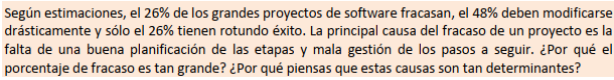 Según estimaciones, el 26% de los grandes proyectos de software fracasan, el 48% deben modificarse
drásticamente y sólo el 26% tienen rotundo éxito. La principal causa del fracaso de un proyecto es la
falta de una buena planificación de las etapas y mala gestión de los pasos a seguir. ¿Por qué el
porcentaje de fracaso es tan grande? ¿Por qué piensas que estas causas son tan determinantes?